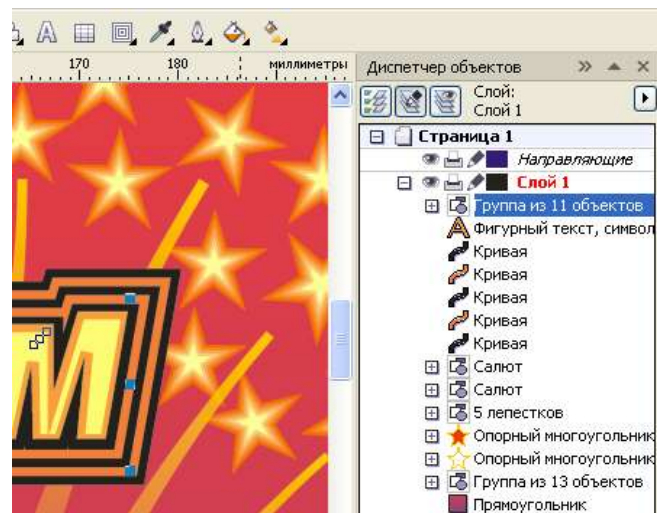 170 180 миллиметры
Диспетчер объектов
Слой:
Слой 1
Страница 1
Направляющие
Слой 1
Группа из 11 объектов
Фигурный текст, символ
Кривая
Кривая
Кривая
Кривая
Кривая
Салют
Салют
5 лепестков
Опорный многоугольник
Опорный многоугольник
Группа из 13 объектов
Прямоугольник
М